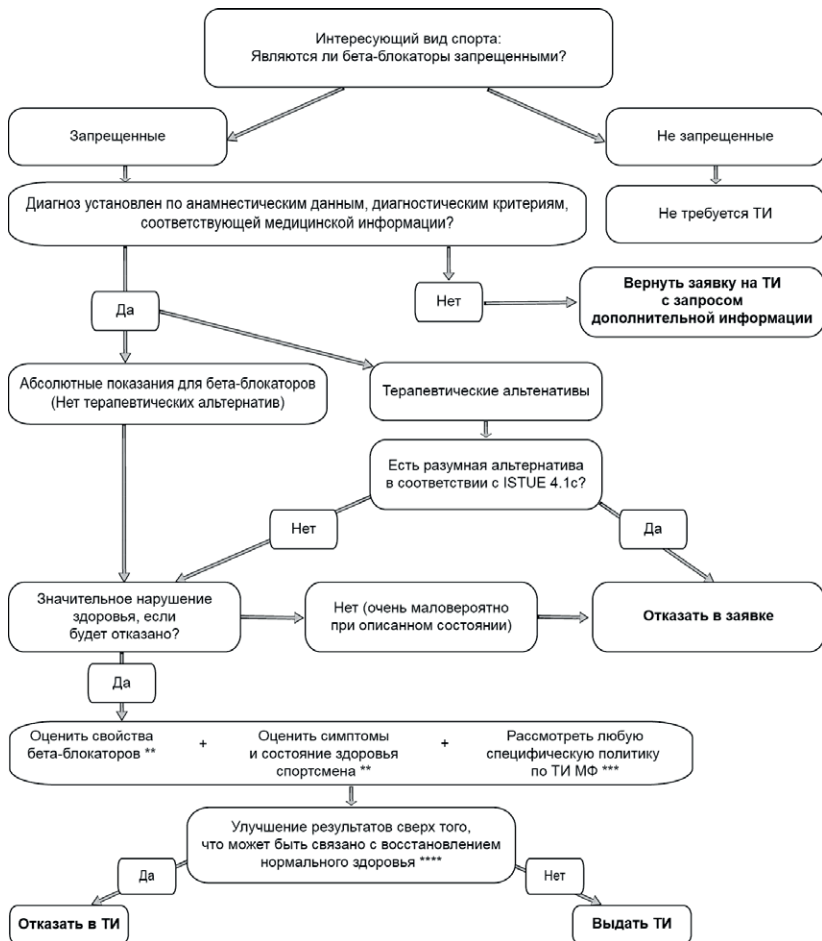 Интересующий вид спорта:
Являются ли бета-блокаторы запрещенными?
Запрещенные
Не запрещенные
Диагноз установлен по анамнестическим данным, диагностическим критериям,
соответствующей медицинской информации?
Не требуется ТИ
Да
Нет
Вернуть заявку на ТИ
с запросом
дополнительной информации
Абсолютные показания для бета-блокаторов
(Нет терапевтических альтернатив)
Терапевтические альтенативы
Есть разумная альтернатива
в соответствии с ISTUE 4.1c?
Нет
Да
Значительное нарушение
здоровья, если
будет отказано?
Нет (очень маловероятно
при описанном состоянии)
Отказать в заявке
Да
Оценить свойства
бета-блокаторов **
+
Оценить симптомы
и состояние здоровья
спортсмена **
+
Рассмотреть любую
специфическую политику
по ТИ МФ ***
Улучшение результатов сверх того,
что может быть связано с восстановлением
нормального здоровья ****
Да
Нет
Отказать в ТИ
Выдать ТИ